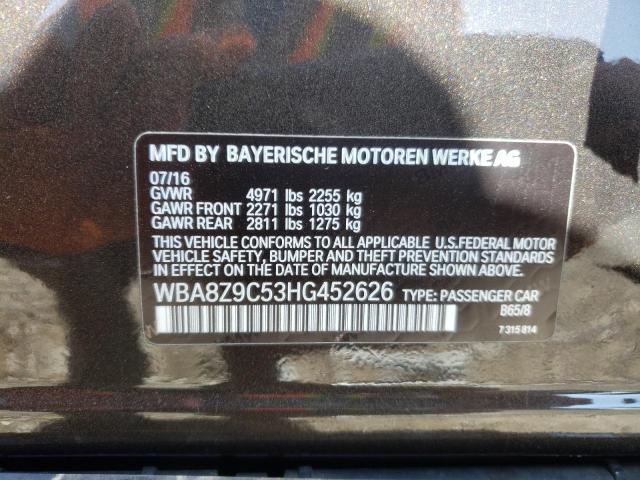 MFD BY BAYERISCHE MOTOREN WERKE AG
07/16
GVWR 4971 lbs 2255 kg
GAWR FRONT 2271 lbs 1030 kg
GAWR REAR 2811 lbs 1275 kg
THIS VEHICLE CONFORMS TO ALL APPLICABLE U.S.FEDERAL MOTOR
VEHICLE SAFETY, BUMPER AND THEFT PREVENTION STANDARDS IN
EFFECT ON THE DATE OF MANUFACTURE SHOWN ABOVE.
WBA8Z9C53HG452626 TYPE: PASSENGER CAR
B65/8
7 315 814